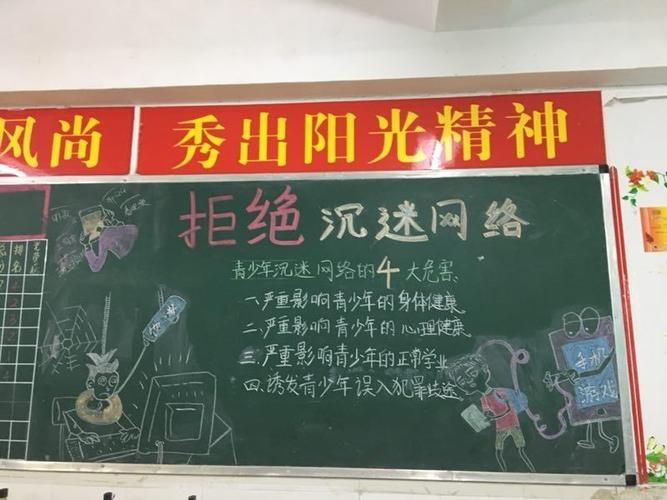 风尚
秀出阳光精神
拒绝沉迷网络
青少年沉迷网络的4大危害
一、严重影响青少年的身体健康
二、严重影响青少年的心理健康
三、严重影响青少年的正常学业
四、诱发青少年误入犯罪歧途
手机
游戏